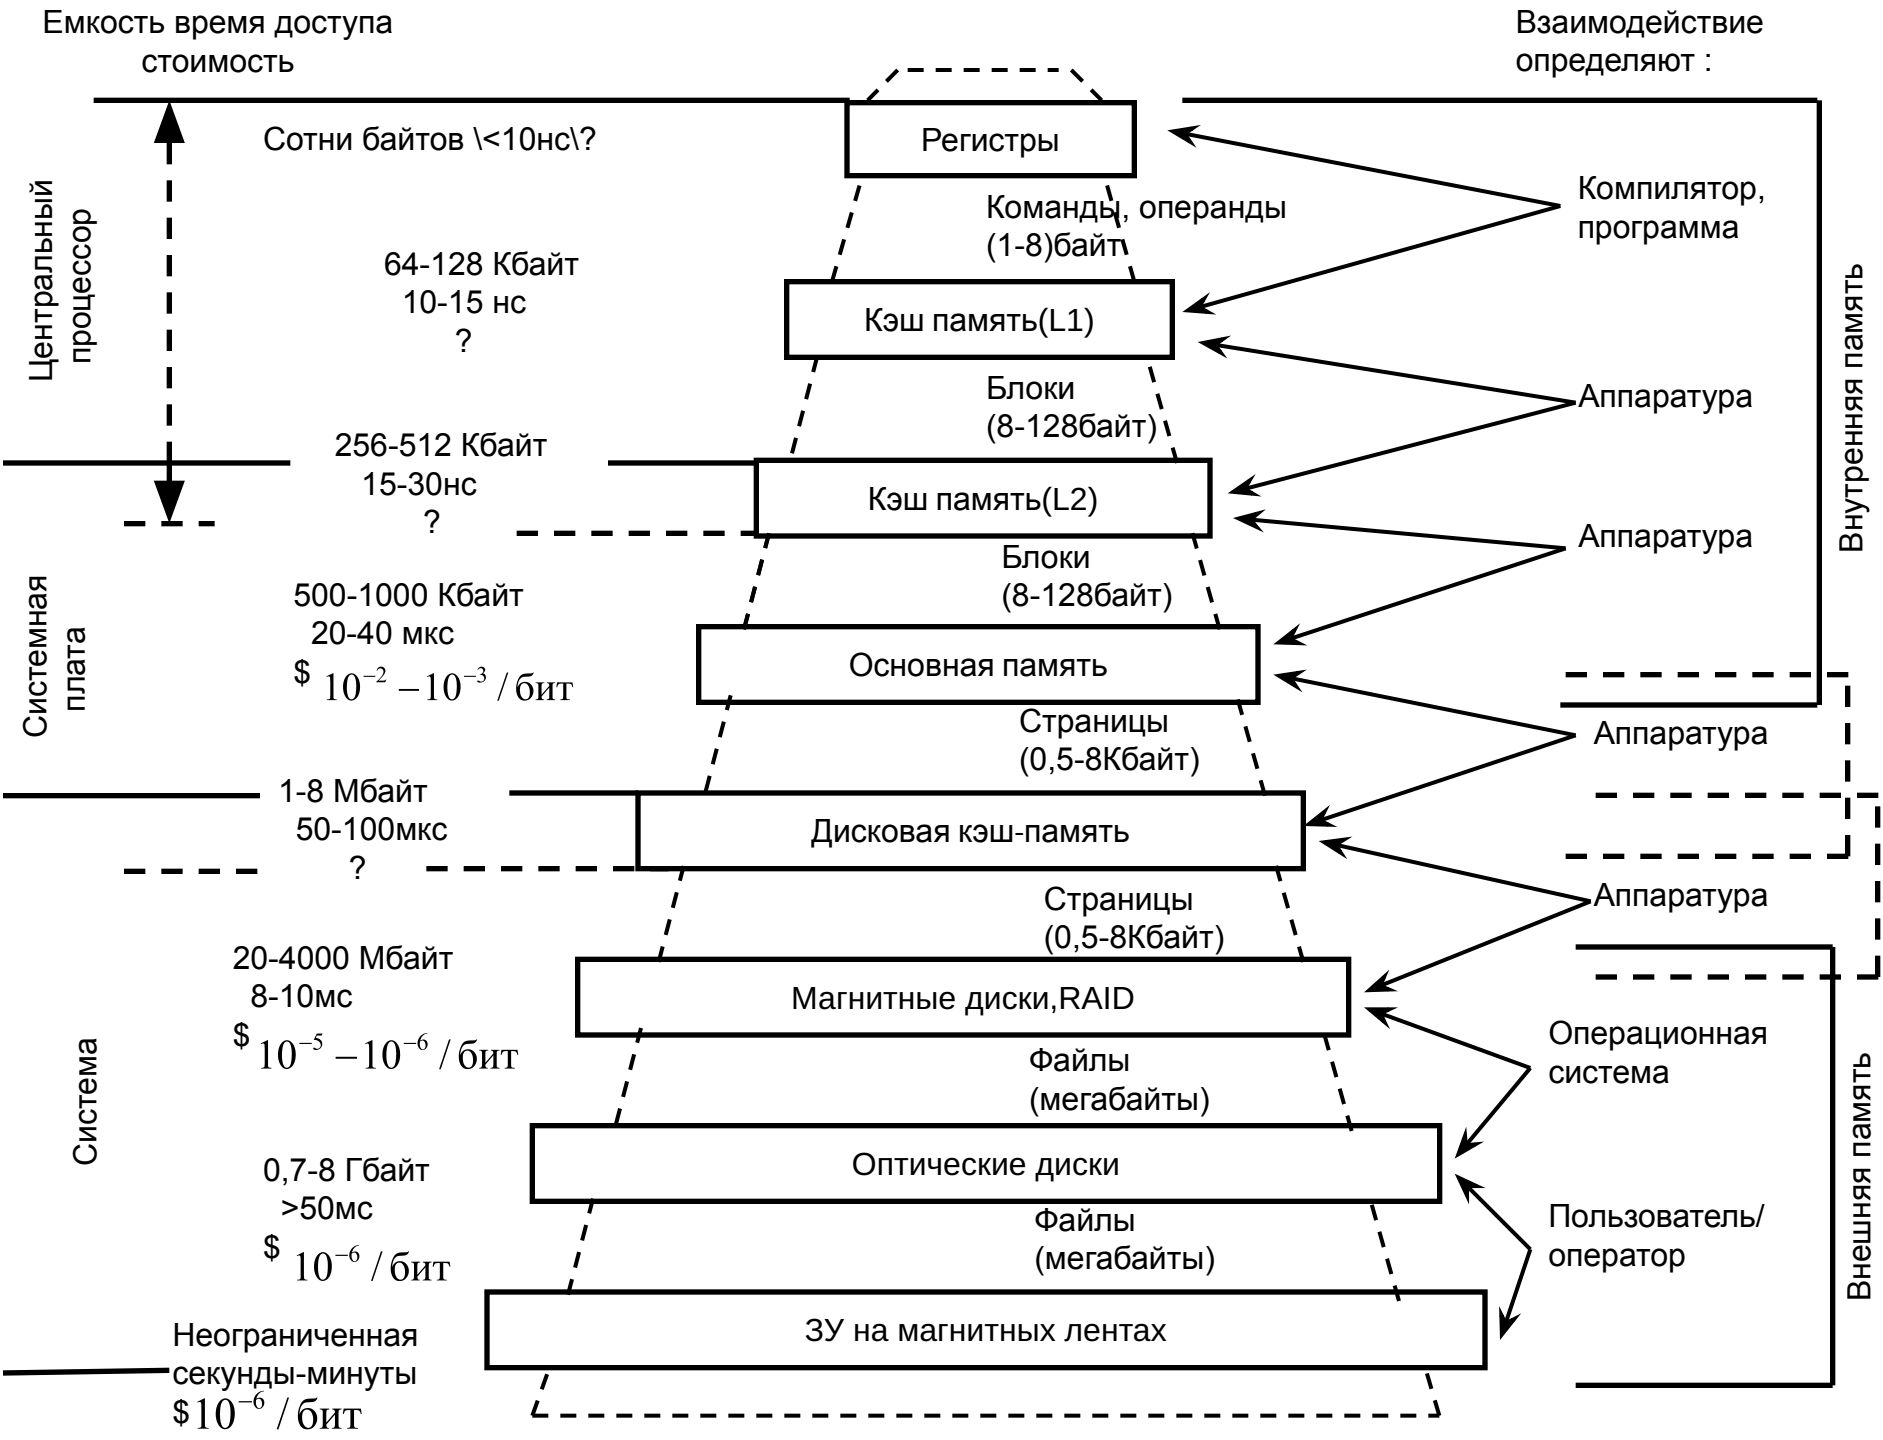 Емкость время доступа
стоимость
Взаимодействие
определяют :
Сотни байтов \<10нс\?
Регистры
Центральный
процессор
Команды, операнды
(1-8)байт
Компилятор,
программа
64-128 Кбайт
10-15 нс
?
Кэш память(L1)
Внутренняя память
Блоки
(8-128байт)
Аппаратура
256-512 Кбайт
15-30нс
?
Кэш память(L2)
Аппаратура
Блоки
(8-128байт)
Системная
плата
500-1000 Кбайт
20-40 мкс
$ 10⁻² – 10⁻³ / бит
Основная память
Страницы
(0,5-8Кбайт)
Аппаратура
1-8 Мбайт
50-100мкс
?
Дисковая кэш-память
Страницы
(0,5-8Кбайт)
Аппаратура
20-4000 Мбайт
8-10мс
$ 10⁻⁵ – 10⁻⁶ / бит
Магнитные диски,RAID
Система
Файлы
(мегабайты)
Операционная
система
Внешняя память
0,7-8 Гбайт
>50мс
$ 10⁻⁶ / бит
Оптические диски
Файлы
(мегабайты)
Пользователь/
оператор
Неограниченная
секунды-минуты
$10⁻⁶ / бит
ЗУ на магнитных лентах